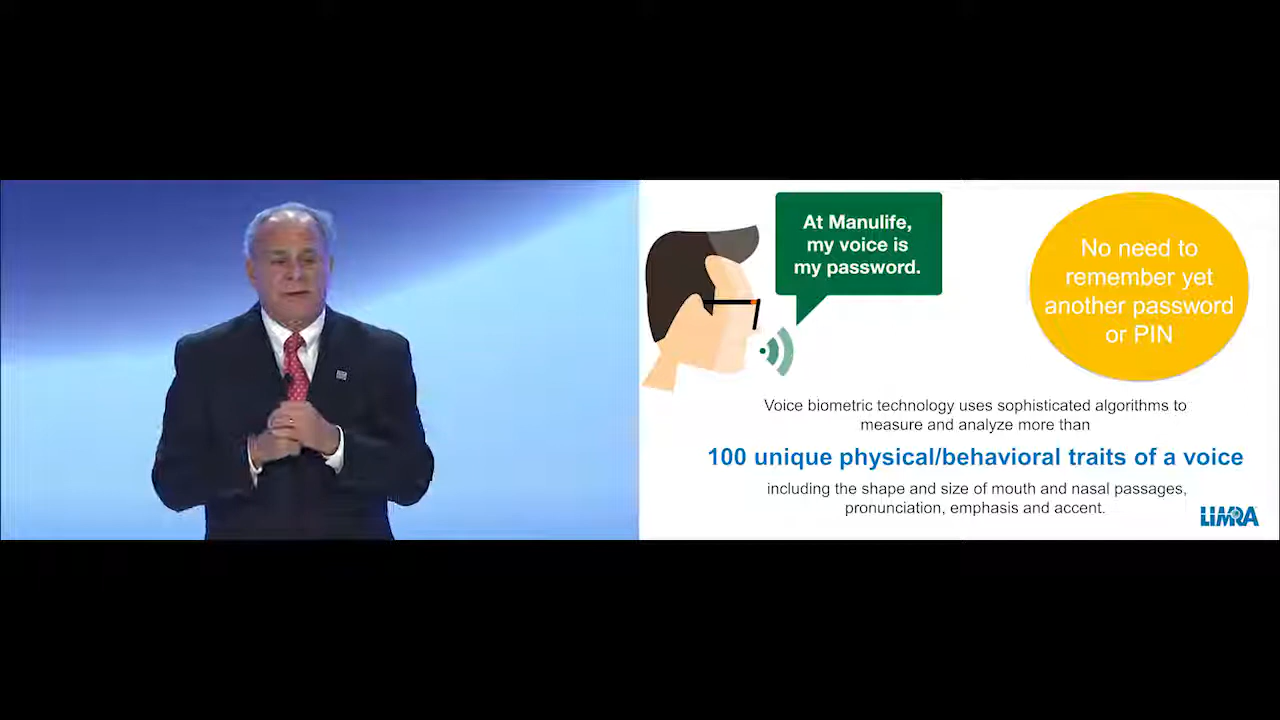 At Manulife,
my voice is
my password.
No need to
remember yet
another password
or PIN
Voice biometric technology uses sophisticated algorithms to
measure and analyze more than
100 unique physical/behavioral traits of a voice
including the shape and size of mouth and nasal passages,
pronunciation, emphasis and accent.
LIMRA